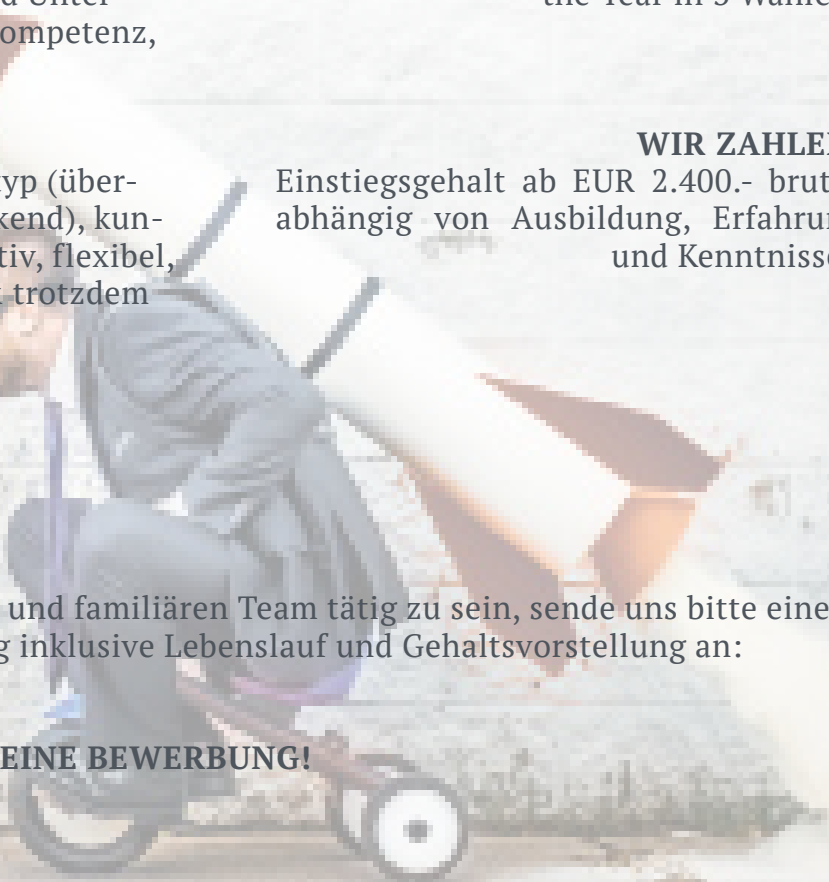 ompetenz,
typ (über-
kend), kun-
tiv, flexibel,
trotzdem
WIR ZAHLE
Einstiegsgehalt ab EUR 2.400.- brut
abhängig von Ausbildung, Erfahru
und Kenntniss
und familiären Team tätig zu sein, sende uns bitte eine
g inklusive Lebenslauf und Gehaltsvorstellung an:
EINE BEWERBUNG!